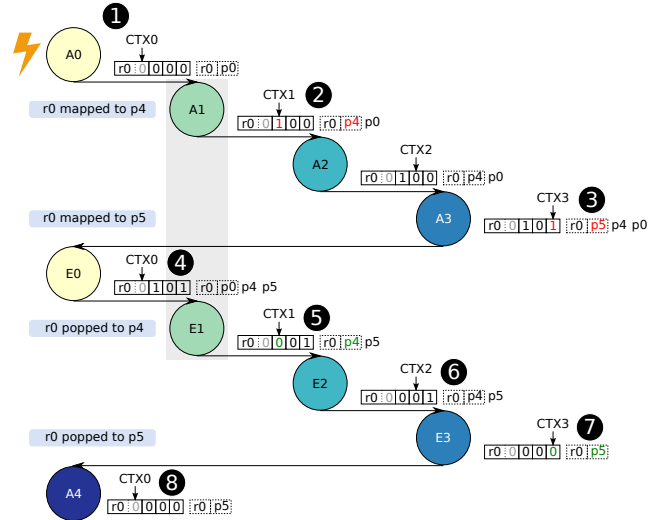 1
A0
CTX0
r0 0 0 0 0 r0 p0
r0 mapped to p4
A1
CTX1
2
r0 0 1 0 0 r0 p4 p0
A2
CTX2
r0 0 1 0 0 r0 p4 p0
r0 mapped to p5
A3
CTX3
3
r0 0 1 0 1 r0 p5 p4 p0
E0
CTX0
4
r0 0 1 0 1 r0 p0 p4 p5
r0 popped to p4
E1
CTX1
5
r0 0 0 0 1 r0 p4 p5
E2
CTX2
6
r0 0 0 0 1 r0 p4 p5
r0 popped to p5
E3
CTX3
7
r0 0 0 0 0 r0 p5
A4
CTX0
8
r0 0 0 0 0 r0 p5